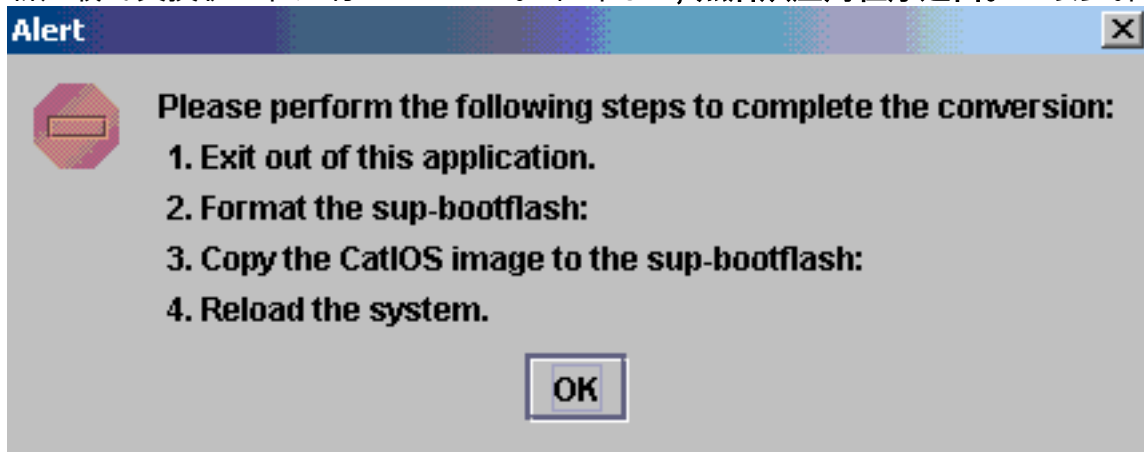 Alert
Please perform the following steps to complete the conversion:
1. Exit out of this application.
2. Format the sup-bootflash:
3. Copy the CatIOS image to the sup-bootflash:
4. Reload the system.
OK